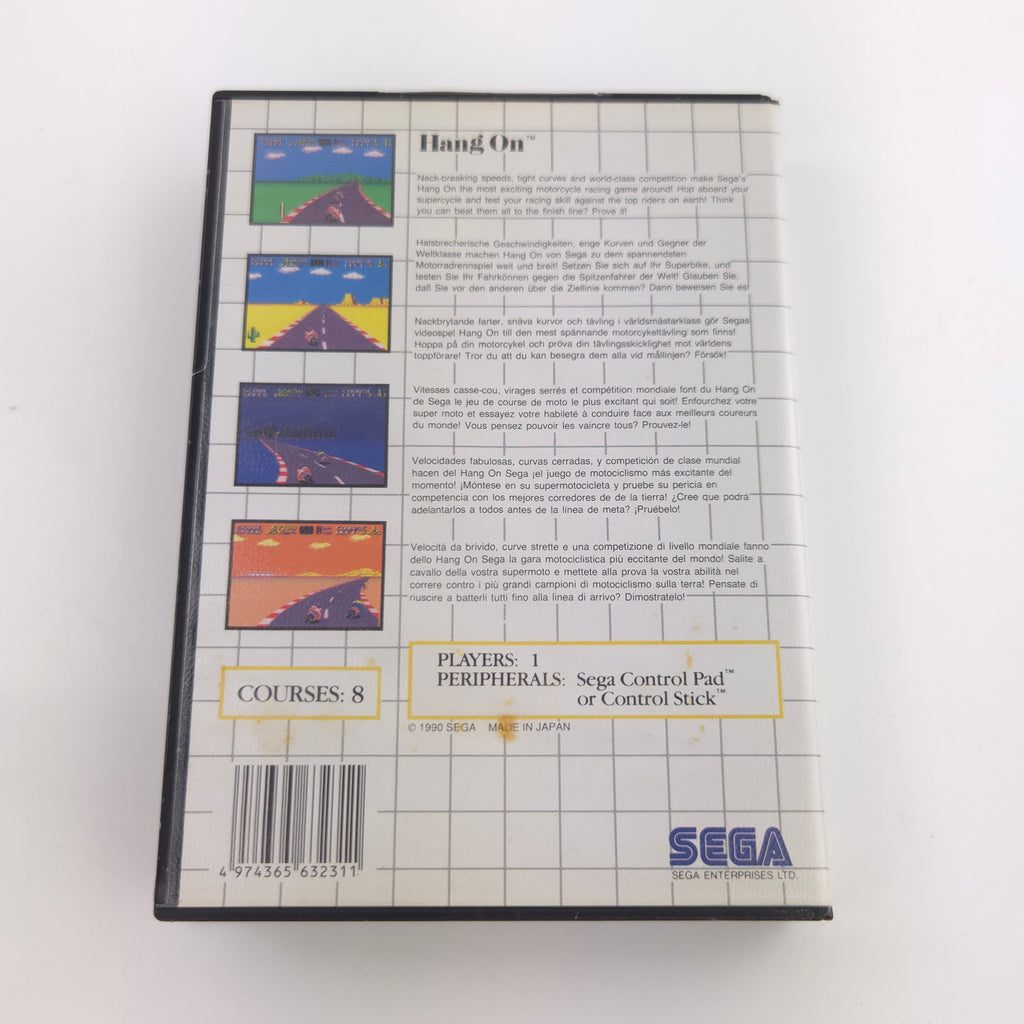 Hang On™
Neck-breaking speeds, tight curves and world-class competition make Sega's
Hang On the most exciting motorcycle racing game around! Hop aboard your
supercycle and test your racing skill against the top riders on earth! Think
you can beat them all to the finish line? Prove it!
Halsbrecherische Geschwindigkeiten, enge Kurven und Gegner der
Weltklasse machen Hang On von Sega zu dem spannendsten
Motorradrennspiel weit und breit! Setzen Sie sich auf Ihr Superbike, und
testen Sie Ihr Fahrkönnen gegen die Spitzenfahrer der Welt! Glauben Sie,
daß Sie vor den anderen über die Ziellinie kommen? Dann beweisen Sie es!
Nackbrytande farter, snäva kurvor och tävling i världsmästarklass gör Segas
videospel Hang On till den mest spännande motorcykeltävling som finns!
Hoppa på din motorcykel och pröva din tävlingsskicklighet mot världens
toppförare! Tror du att du kan besegra dem alla vid mållinjen? Försök!
Vitesses casse-cou, virages serrés et compétition mondiale font du Hang On
de Sega le jeu de course de moto le plus excitant qui soit! Enfourchez votre
super moto et essayez votre habileté à conduire face aux meilleurs coureurs
du monde! Vous pensez pouvoir les vaincre tous? Prouvez-le!
Velocidades fabulosas, curvas cerradas, y competición de clase mundial
hacen del Hang On Sega ¡el juego de motociclismo más excitante del
momento! ¡Móntese en su supermotocicleta y pruebe su pericia en
competencia con los mejores corredores de de la tierra! ¿Cree que podrá
adelantarlos a todos antes de la línea de meta? ¡Pruébelo!
Velocità da brivido, curve strette e una competizione di livello mondiale fanno
dello Hang On Sega la gara motociclistica più eccitante del mondo! Salite a
cavallo della vostra supermoto e mettete alla prova la vostra abilità nel
correre contro i più grandi campioni di motociclismo sulla terra! Pensate di
riuscire a batterli tutti fino alla linea di arrivo? Dimostratelo!
COURSES: 8
PLAYERS: 1
PERIPHERALS: Sega Control Pad™
or Control Stick™
© 1990 SEGA MADE IN JAPAN
4 974365 632311
SEGA
SEGA ENTERPRISES LTD.